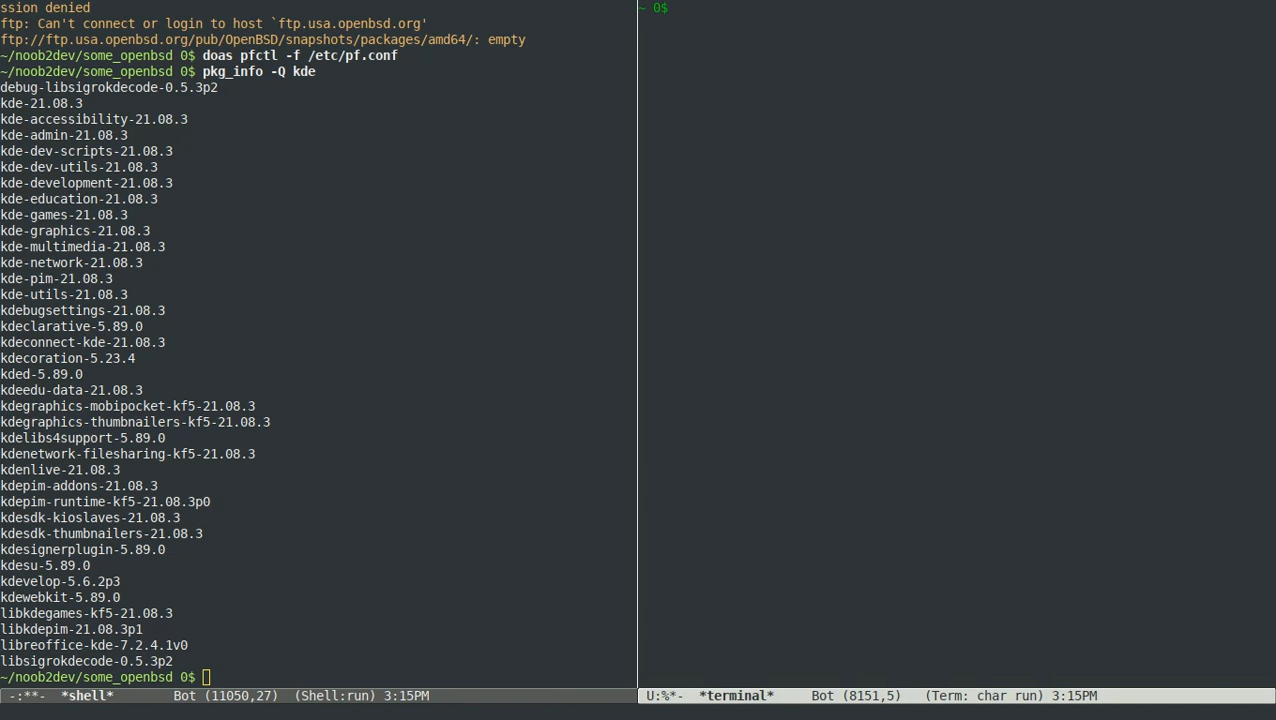 ssion denied
ftp: Can't connect or login to host `ftp.usa.openbsd.org'
ftp://ftp.usa.openbsd.org/pub/OpenBSD/snapshots/packages/amd64/: empty
~/noob2dev/some_openbsd 0$ doas pfctl -f /etc/pf.conf
~/noob2dev/some_openbsd 0$ pkg_info -Q kde
debug-libsigrokdecode-0.5.3p2
kde-21.08.3
kde-accessibility-21.08.3
kde-admin-21.08.3
kde-dev-scripts-21.08.3
kde-dev-utils-21.08.3
kde-development-21.08.3
kde-education-21.08.3
kde-games-21.08.3
kde-graphics-21.08.3
kde-multimedia-21.08.3
kde-network-21.08.3
kde-pim-21.08.3
kde-utils-21.08.3
kdebugsettings-21.08.3
kdeclarative-5.89.0
kdeconnect-kde-21.08.3
kdecoration-5.23.4
kded-5.89.0
kdeedu-data-21.08.3
kdegraphics-mobipocket-kf5-21.08.3
kdegraphics-thumbnailers-kf5-21.08.3
kdelibs4support-5.89.0
kdenetwork-filesharing-kf5-21.08.3
kdenlive-21.08.3
kdepim-addons-21.08.3
kdepim-runtime-kf5-21.08.3p0
kdesdk-kioslaves-21.08.3
kdesdk-thumbnailers-21.08.3
kdesignerplugin-5.89.0
kdesu-5.89.0
kdevelop-5.6.2p3
kdewebkit-5.89.0
libkdegames-kf5-21.08.3
libkdepim-21.08.3p1
libreoffice-kde-7.2.4.1v0
libsigrokdecode-0.5.3p2
~/noob2dev/some_openbsd 0$
-:**-  *shell*       Bot (11050,27)  (Shell:run) 3:15PM
~ 0$
U:%*-  *terminal*     Bot (8151,5)   (Term: char run) 3:15PM